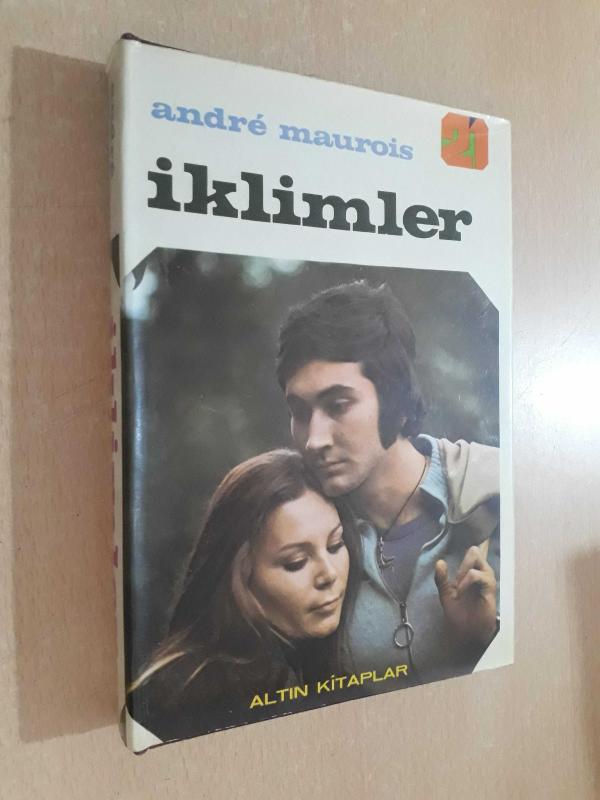 andré maurois
iklimler
ALTIN KİTAPLAR